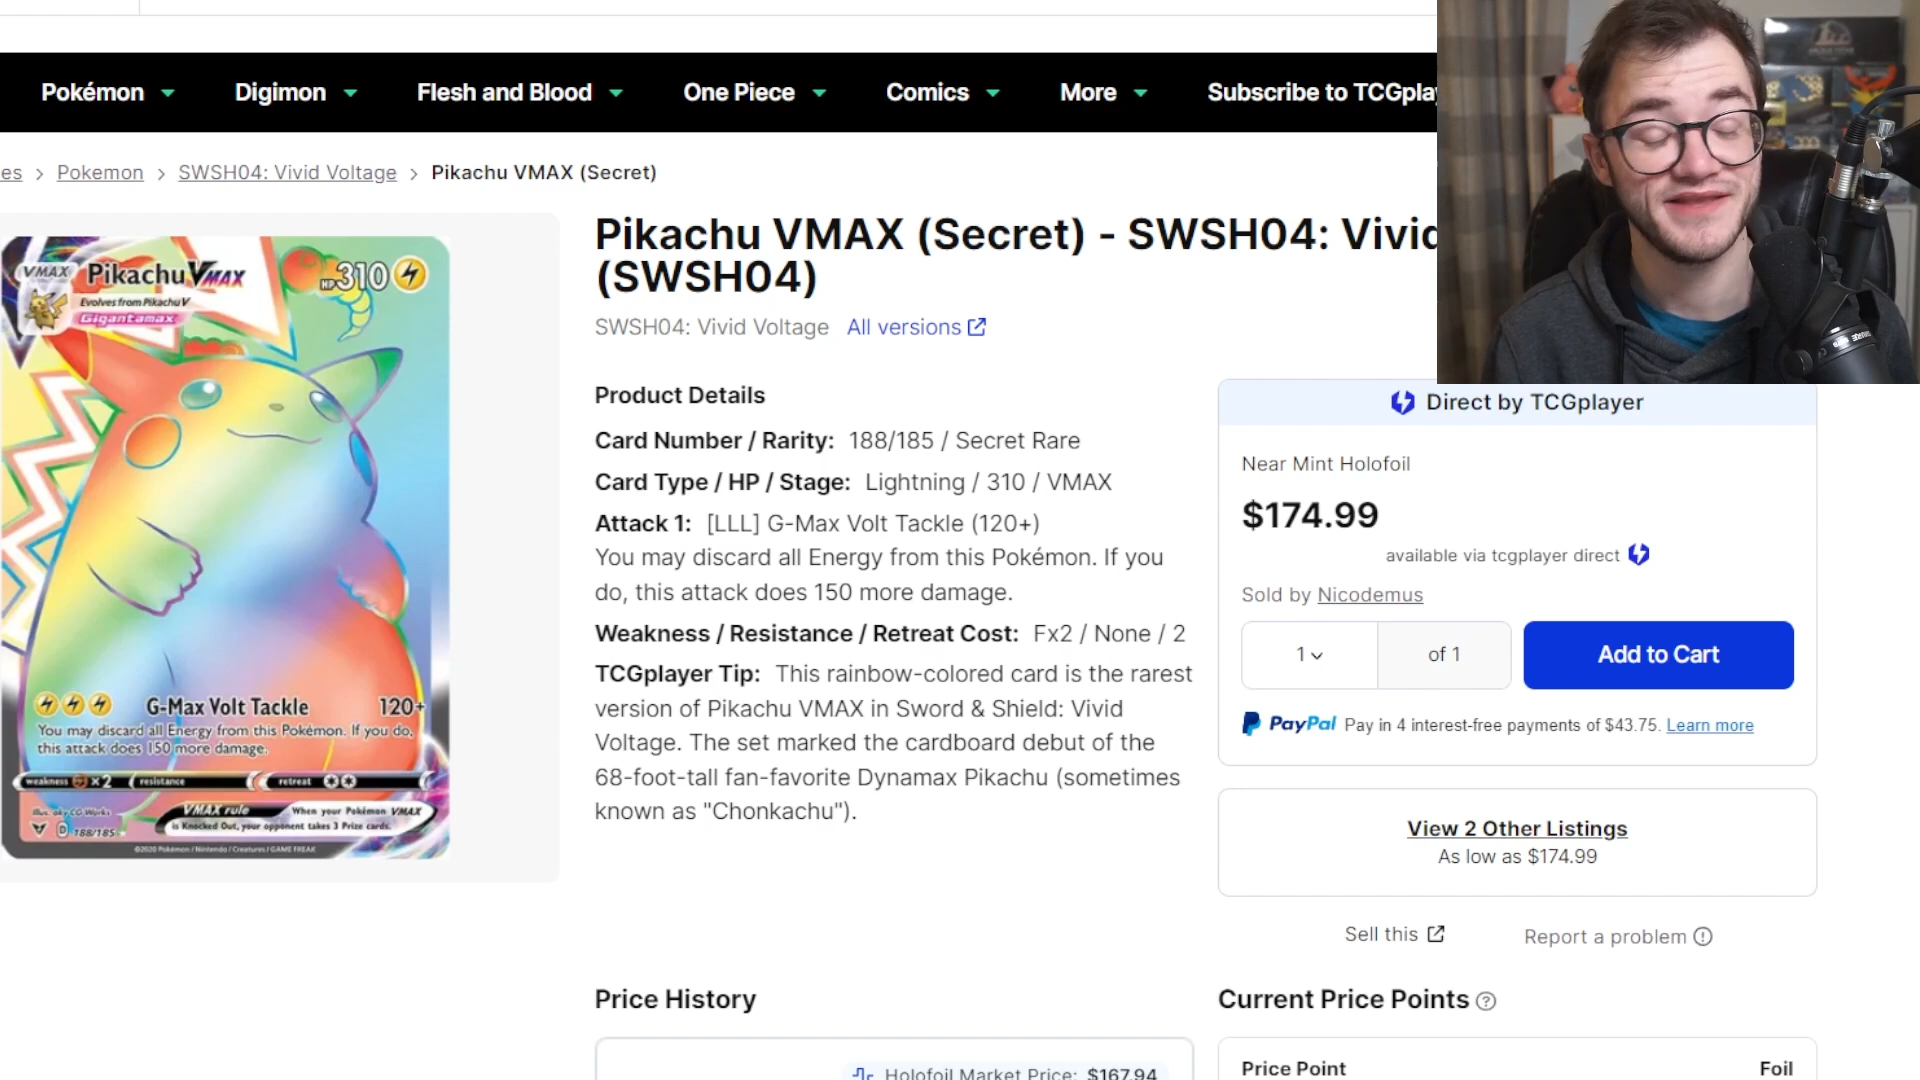 Pokémon
Digimon
Flesh and Blood
One Piece
Comics
More
Subscribe to TCGplay
es > Pokemon > SWSH04: Vivid Voltage > Pikachu VMAX (Secret)
VMAX
Pikachu VMAX
HP 310
Evolves from Pikachu V
Gigantamax
G-Max Volt Tackle 120+
You may discard all Energy from this Pokémon. If you do,
this attack does 150 more damage.
weakness x2 resistance retreat
VMAX rule When your Pokémon VMAX
is Knocked Out, your opponent takes 3 Prize cards.
D 188/185
©2020 Pokémon / Nintendo / Creatures / GAME FREAK
Pikachu VMAX (Secret) - SWSH04: Vivid
(SWSH04)
SWSH04: Vivid Voltage All versions
Product Details
Card Number / Rarity: 188/185 / Secret Rare
Card Type / HP / Stage: Lightning / 310 / VMAX
Attack 1: [LLL] G-Max Volt Tackle (120+)
You may discard all Energy from this Pokémon. If you
do, this attack does 150 more damage.
Weakness / Resistance / Retreat Cost: Fx2 / None / 2
TCGplayer Tip: This rainbow-colored card is the rarest
version of Pikachu VMAX in Sword & Shield: Vivid
Voltage. The set marked the cardboard debut of the
68-foot-tall fan-favorite Dynamax Pikachu (sometimes
known as "Chonkachu").
Direct by TCGplayer
Near Mint Holofoil
$174.99
available via tcgplayer direct
Sold by Nicodemus
1 of 1
Add to Cart
PayPal Pay in 4 interest-free payments of $43.75. Learn more
View 2 Other Listings
As low as $174.99
Sell this
Report a problem
Price History
Holofoil Market Price: $167.94
Current Price Points
Price Point Foil
SHURE